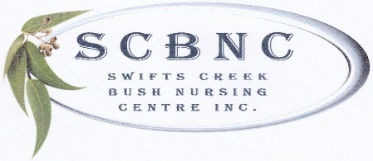 SCBNC
SWIFTS CREEK
BUSH NURSING
CENTRE INC.